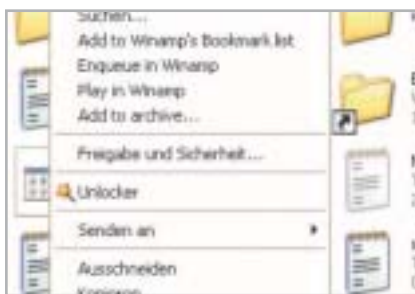 Suchen...
Add to Winamp's Bookmark list
Enqueue in Winamp
Play in Winamp
Add to archive...
Freigabe und Sicherheit...
Unlocker
Senden an
Ausschneiden
Kopieren